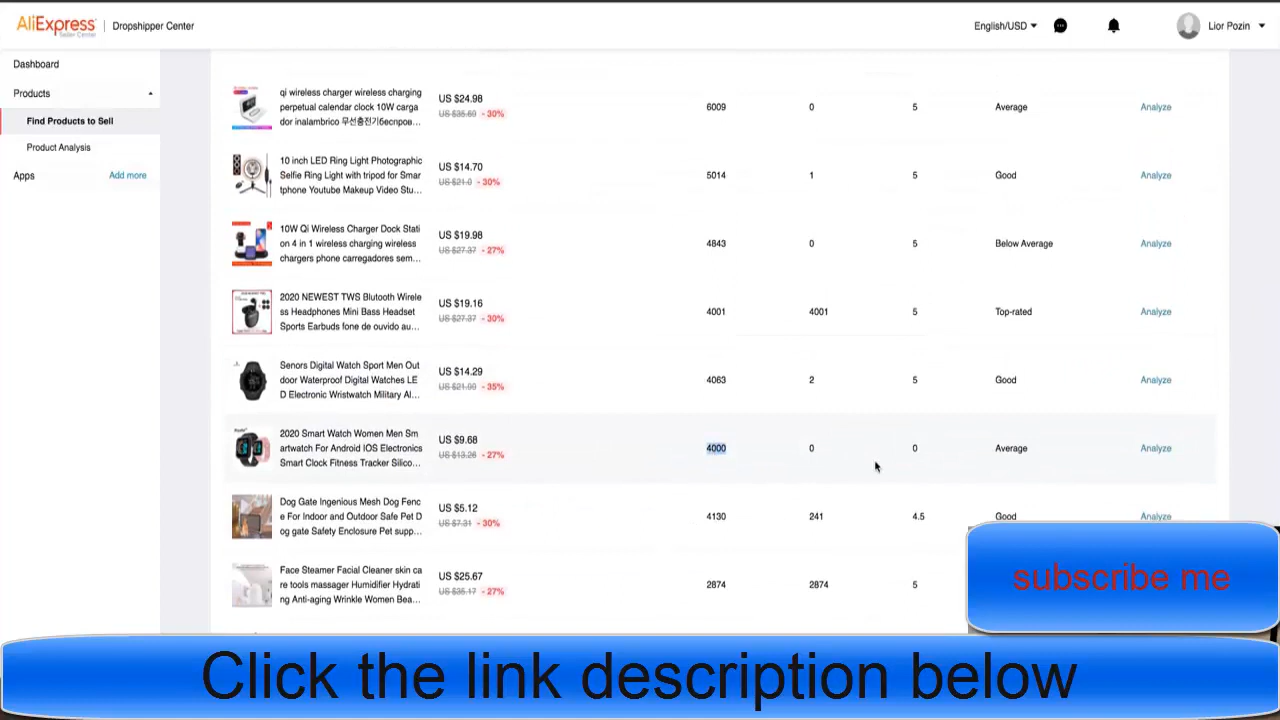 AliExpress
Seller Center
Dropshipper Center
English/USD
Lior Pozin
Dashboard
Products
Find Products to Sell
Product Analysis
Apps
Add more
qi wireless charger wireless charging
perpetual calendar clock 10W carga
dor inalambrico 무선충전기беспров...
US $24.98
US $35.69 - 30%
6009
0
5
Average
Analyze
10 inch LED Ring Light Photographic
Selfie Ring Light with tripod for Smar
tphone Youtube Makeup Video Stu...
US $14.70
US $21.0 - 30%
5014
1
5
Good
Analyze
10W Qi Wireless Charger Dock Stati
on 4 in 1 wireless charging wireless
chargers phone carregadores sem...
US $19.98
US $27.37 - 27%
4843
0
5
Below Average
Analyze
2020 NEWEST TWS Blutooth Wirele
ss Headphones Mini Bass Headset
Sports Earbuds fone de ouvido au...
US $19.16
US $27.37 - 30%
4001
4001
5
Top-rated
Analyze
Senors Digital Watch Sport Men Out
door Waterproof Digital Watches LE
D Electronic Wristwatch Military Al...
US $14.29
US $21.99 - 35%
4063
2
5
Good
Analyze
2020 Smart Watch Women Men Sm
artwatch For Android IOS Electronics
Smart Clock Fitness Tracker Silico...
US $9.68
US $13.26 - 27%
4000
0
0
Average
Analyze
Dog Gate Ingenious Mesh Dog Fenc
e For Indoor and Outdoor Safe Pet D
og gate Safety Enclosure Pet supp...
US $5.12
US $7.31 - 30%
4130
241
4.5
Good
Analyze
Face Steamer Facial Cleaner skin ca
re tools massager Humidifier Hydrati
ng Anti-aging Wrinkle Women Bea...
US $25.67
US $35.17 - 27%
2874
2874
5
subscribe me
Click the link description below